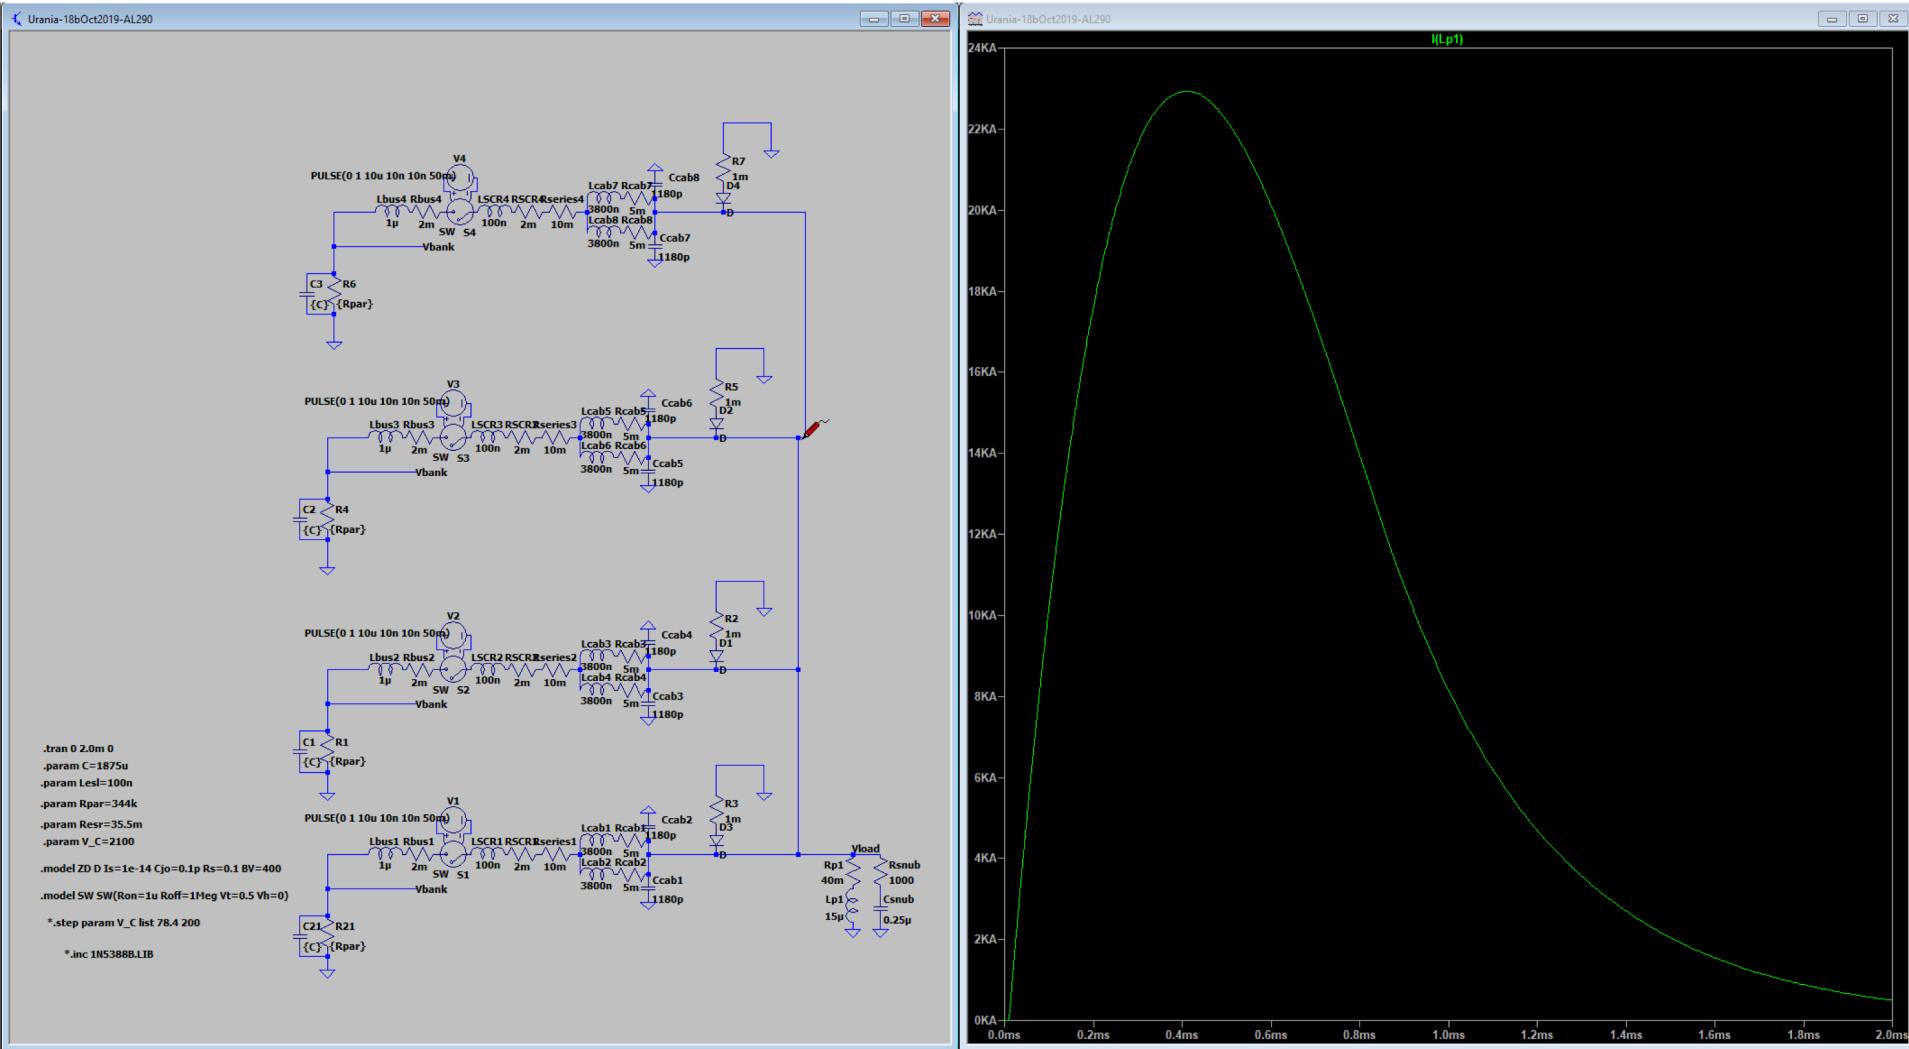 Urania-18bOct2019-AL290
V4
PULSE(0 1 10u 10n 10n 50m)
Lbus4 Rbus4 LSCR4 RSCR4 Rseries4
1µ 2m SW S4 100n 2m 10m
Vbank
Lcab7 Rcab7
3800n 5m
Lcab8 Rcab8
3800n 5m
Ccab8
1180p
Ccab7
1180p
R7
1m
D4
D
C3 R6
{C} {Rpar}
V3
PULSE(0 1 10u 10n 10n 50m)
Lbus3 Rbus3 LSCR3 RSCR3 Rseries3
1µ 2m SW S3 100n 2m 10m
Vbank
Lcab5 Rcab5
3800n 5m
Lcab6 Rcab6
3800n 5m
Ccab6
1180p
Ccab5
1180p
R5
1m
D2
D
C2 R4
{C} {Rpar}
V2
PULSE(0 1 10u 10n 10n 50m)
Lbus2 Rbus2 LSCR2 RSCR2 Rseries2
1µ 2m SW S2 100n 2m 10m
Vbank
Lcab3 Rcab3
3800n 5m
Lcab4 Rcab4
3800n 5m
Ccab4
1180p
Ccab3
1180p
R2
1m
D1
D
C1 R1
{C} {Rpar}
V1
PULSE(0 1 10u 10n 10n 50m)
Lbus1 Rbus1 LSCR1 RSCR1 Rseries1
1µ 2m SW S1 100n 2m 10m
Vbank
Lcab1 Rcab1
3800n 5m
Lcab2 Rcab2
3800n 5m
Ccab2
1180p
Ccab1
1180p
R3
1m
D3
D
C21 R21
{C} {Rpar}
Vload
Rp1 Rsnub
40m 1000
Lp1 Csnub
15µ 0.25µ
.tran 0 2.0m 0
.param C=1875u
.param Lesl=100n
.param Rpar=344k
.param Resr=35.5m
.param V_C=2100
.model ZD D Is=1e-14 Cjo=0.1p Rs=0.1 BV=400
.model SW SW(Ron=1u Roff=1Meg Vt=0.5 Vh=0)
*.step param V_C list 78.4 200
*.inc 1N5388B.LIB
Urania-18bOct2019-AL290
I(Lp1)
24KA
22KA
20KA
18KA
16KA
14KA
12KA
10KA
8KA
6KA
4KA
2KA
0KA
0.0ms 0.2ms 0.4ms 0.6ms 0.8ms 1.0ms 1.2ms 1.4ms 1.6ms 1.8ms 2.0ms